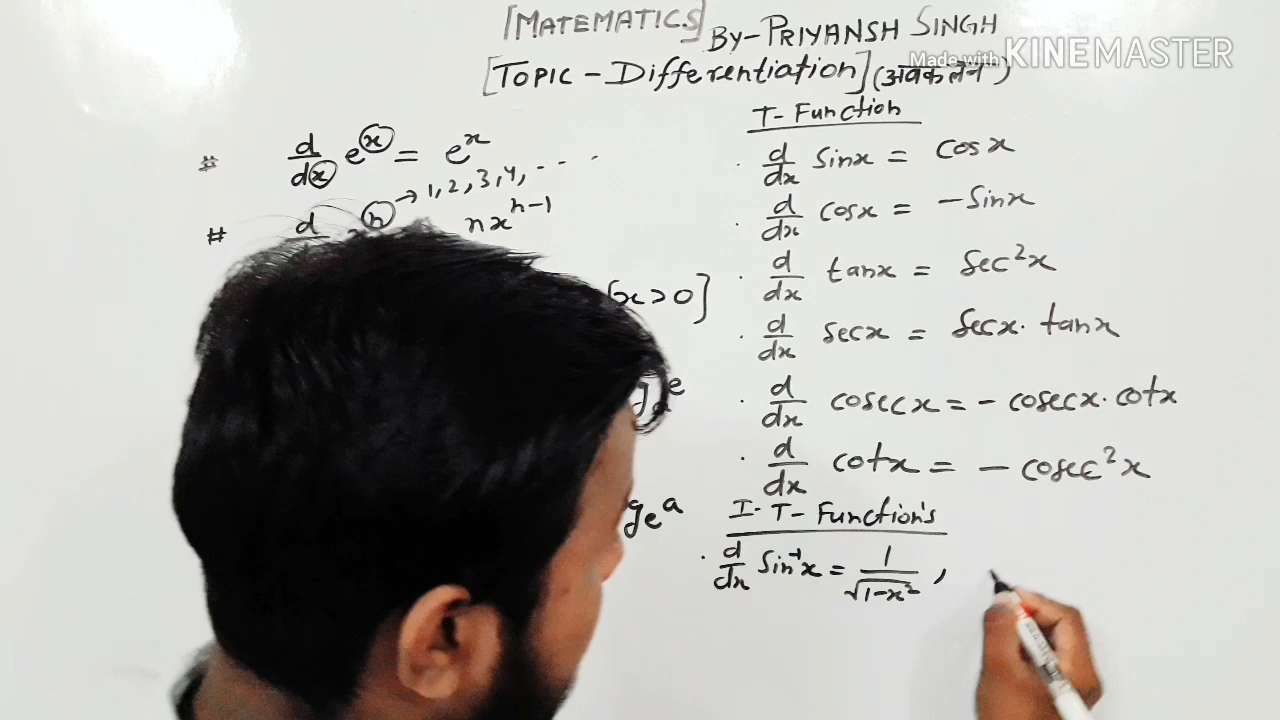 [MATEMATICS] By-PRIYANSH SINGH
Made with KINEMASTER
[TOPIC - Differentiation] (अवकलन)
# d/dx e^x = e^x
→ 1, 2, 3, 4, - - -
# d n nx^n-1
[x > 0]
e
g_e a
T- Function
. d/dx Sinx = cosx
. d/dx cosx = -Sinx
. d/dx tanx = Sec²x
. d/dx secx = Secx. tanx
. d/dx cosecx = - cosecx. cotx
. d/dx cotx = - cosec²x
I- T- Function's
. d/dx Sin⁻¹x = 1/√1-x² ,